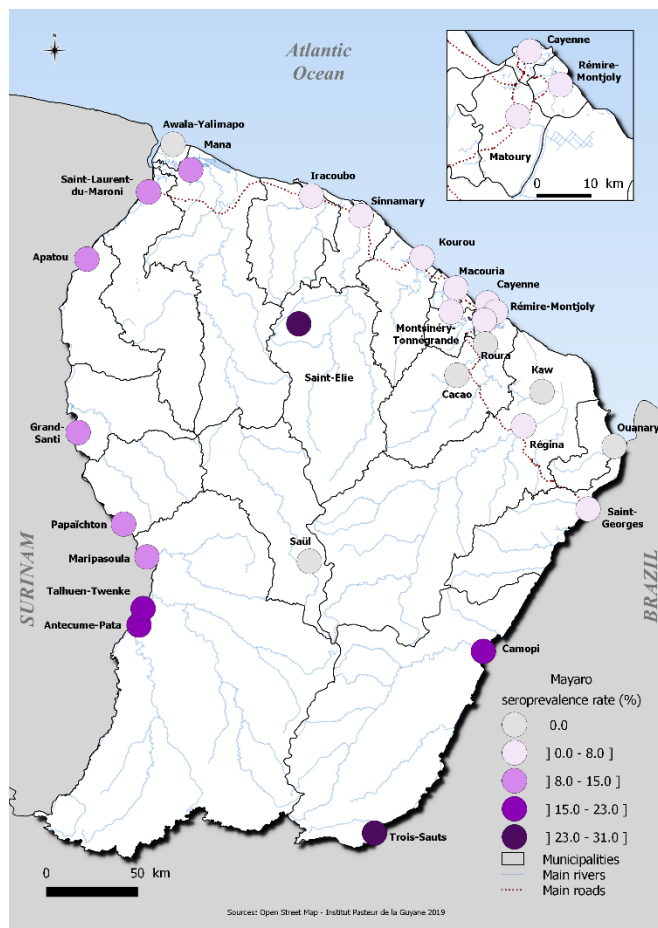 Atlantic
Ocean
Cayenne
Rémire-
Montjoly
Matoury
0 10 km
Awala-Yalimapo
Mana
Saint-Laurent-
du-Maroni
Iracoubo
Sinnamary
Apatou
Kourou
Macouria
Cayenne
Rémire-Montjoly
Montsinéry-
Tonnégrande
Roura
Saint-Elie
Cacao
Kaw
Grand-
Santi
Ouanary
Régina
Papaïchton
Saint-
Georges
Saül
Maripasoula
SURINAM
BRAZIL
Talhuen-Twenke
Antecume-Pata
Camopi
Mayaro
seroprevalence rate (%)
0.0
] 0.0 - 8.0 ]
] 8.0 - 15.0 ]
] 15.0 - 23.0 ]
] 23.0 - 31.0 ]
Trois-Sauts
Municipalities
Main rivers
Main roads
0 50 km
Sources: Open Street Map - Institut Pasteur de la Guyane 2019